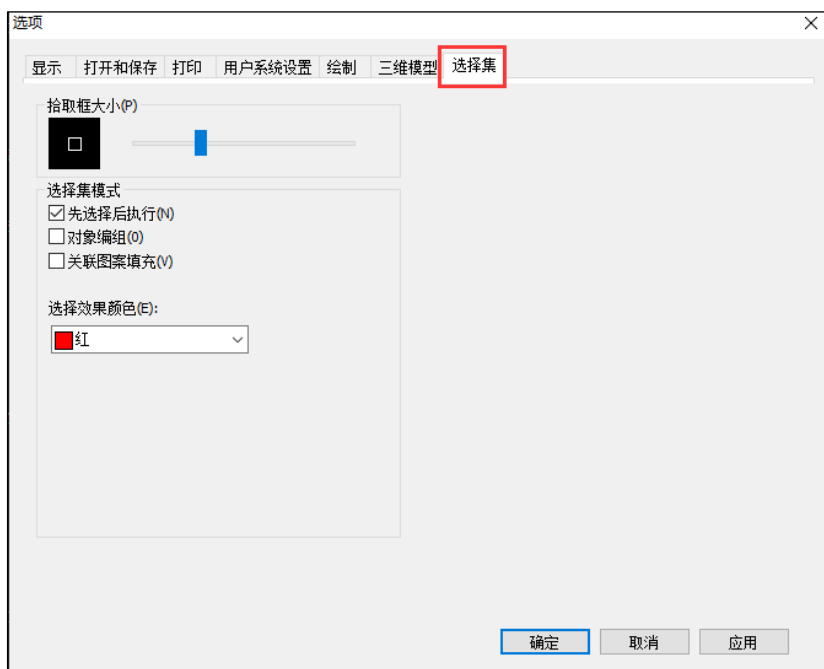 选项
显示 打开和保存 打印 用户系统设置 绘制 三维模型 选择集
拾取框大小(P)
选择集模式
先选择后执行(N)
对象编组(0)
关联图案填充(V)
选择效果颜色(E):
红
确定 取消 应用